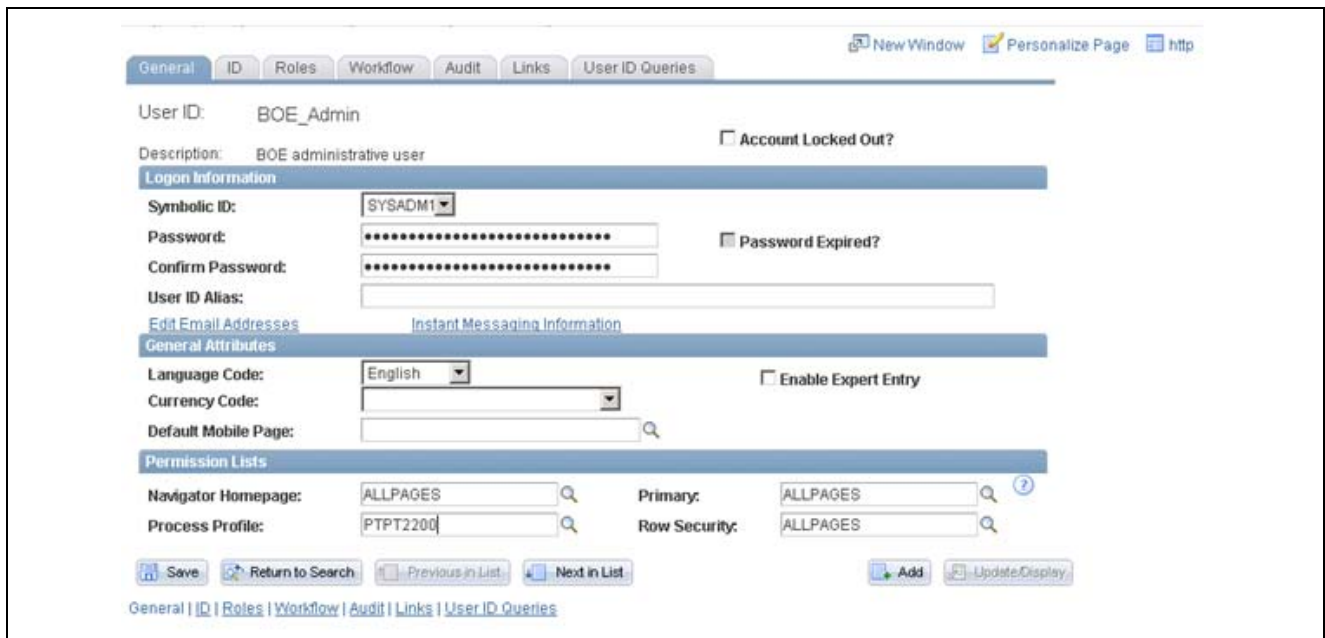 New Window Personalize Page http
General ID Roles Workflow Audit Links User ID Queries
User ID: BOE_Admin
Account Locked Out?
Description: BOE administrative user
Logon Information
Symbolic ID: SYSADM1
Password: •••••••••••••••••••••••••••••
Password Expired?
Confirm Password: •••••••••••••••••••••••••••••
User ID Alias:
Edit Email Addresses Instant Messaging Information
General Attributes
Language Code: English Enable Expert Entry
Currency Code:
Default Mobile Page:
Permission Lists
Navigator Homepage: ALLPAGES Primary: ALLPAGES ?
Process Profile: PTPT2200 Row Security: ALLPAGES
Save Return to Search Previous in List Next in List Add Update/Display
General | ID | Roles | Workflow | Audit | Links | User ID Queries